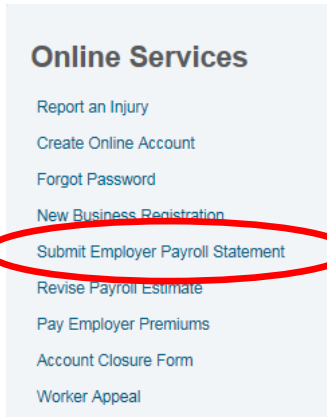 Online Services
Report an Injury
Create Online Account
Forgot Password
New Business Registration
Submit Employer Payroll Statement
Revise Payroll Estimate
Pay Employer Premiums
Account Closure Form
Worker Appeal